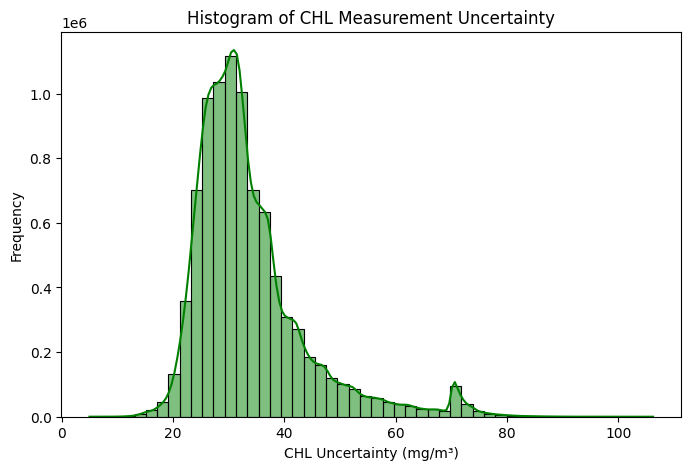 Histogram of CHL Measurement Uncertainty
1e6
1.0
0.8
0.6
0.4
0.2
0.0
Frequency
0 20 40 60 80 100
CHL Uncertainty (mg/m³)